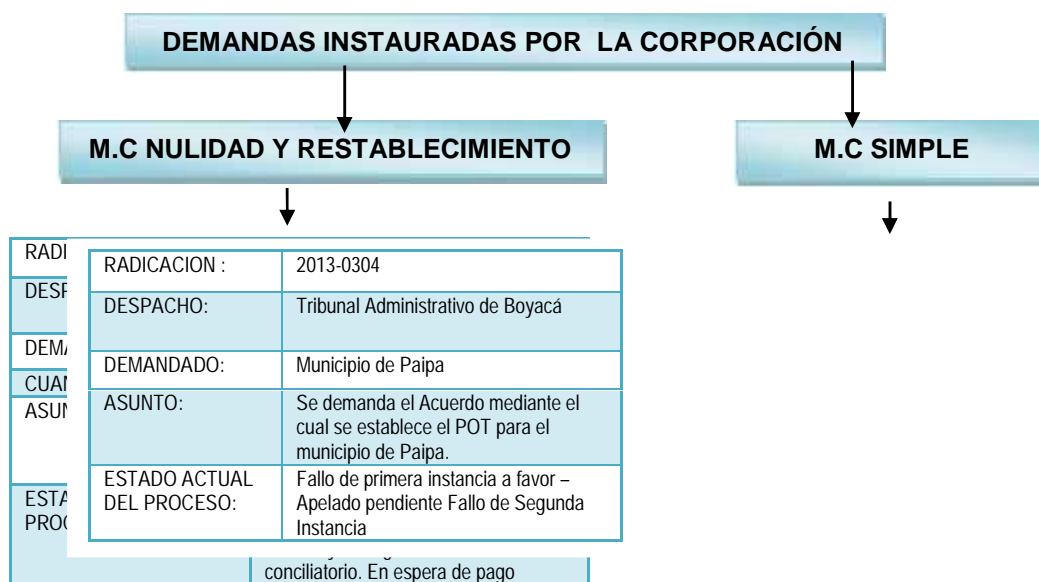 DEMANDAS INSTAURADAS POR LA CORPORACIÓN
M.C NULIDAD Y RESTABLECIMIENTO
M.C SIMPLE
RADICACION :
2013-0304
DESPACHO:
Tribunal Administrativo de Boyacá
DEMANDADO:
Municipio de Paipa
ASUNTO:
Se demanda el Acuerdo mediante el
cual se establece el POT para el
municipio de Paipa.
ESTADO ACTUAL
DEL PROCESO:
Fallo de primera instancia a favor –
Apelado pendiente Fallo de Segunda
Instancia
conciliatorio. En espera de pago